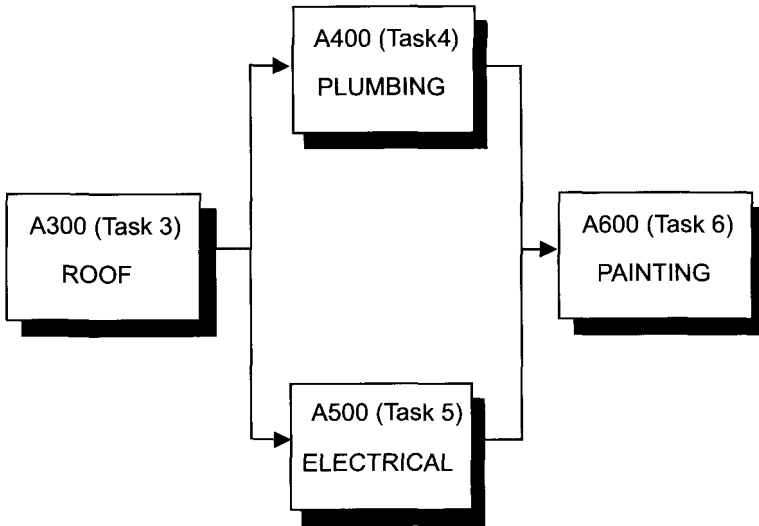 A400 (Task4)
PLUMBING
A300 (Task 3)
ROOF
A600 (Task 6)
PAINTING
A500 (Task 5)
ELECTRICAL